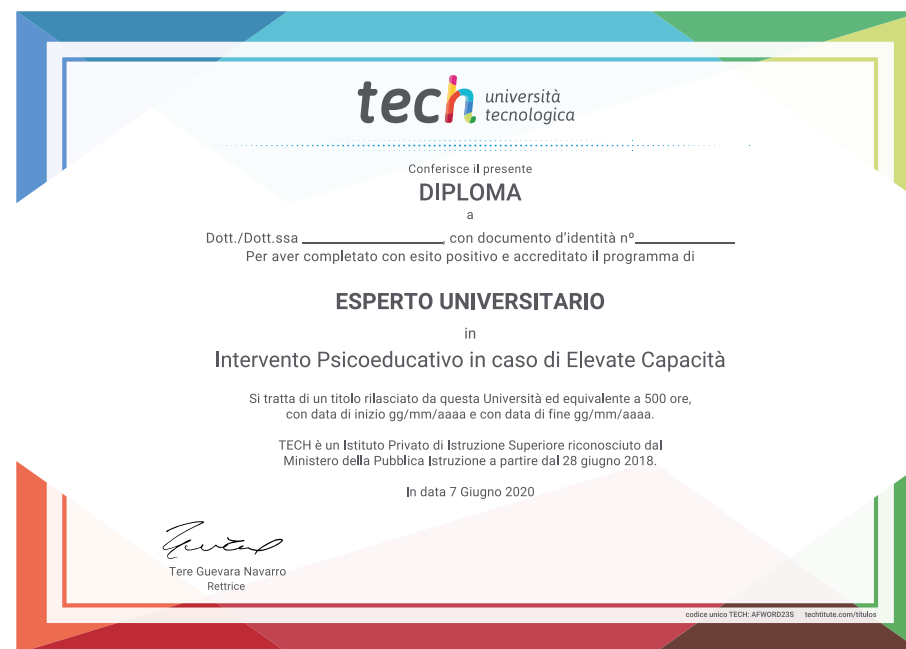 tech università
tecnologica
Conferisce il presente
DIPLOMA
a
Dott./Dott.ssa ________________, con documento d'identità nº____________
Per aver completato con esito positivo e accreditato il programma di
ESPERTO UNIVERSITARIO
in
Intervento Psicoeducativo in caso di Elevate Capacità
Si tratta di un titolo rilasciato da questa Università ed equivalente a 500 ore,
con data di inizio gg/mm/aaaa e con data di fine gg/mm/aaaa.
TECH è un Istituto Privato di Istruzione Superiore riconosciuto dal
Ministero della Pubblica Istruzione a partire dal 28 giugno 2018.
In data 7 Giugno 2020
Tere Guevara Navarro
Rettrice
codice unico TECH: AFWORD23S techtitute.com/titulos